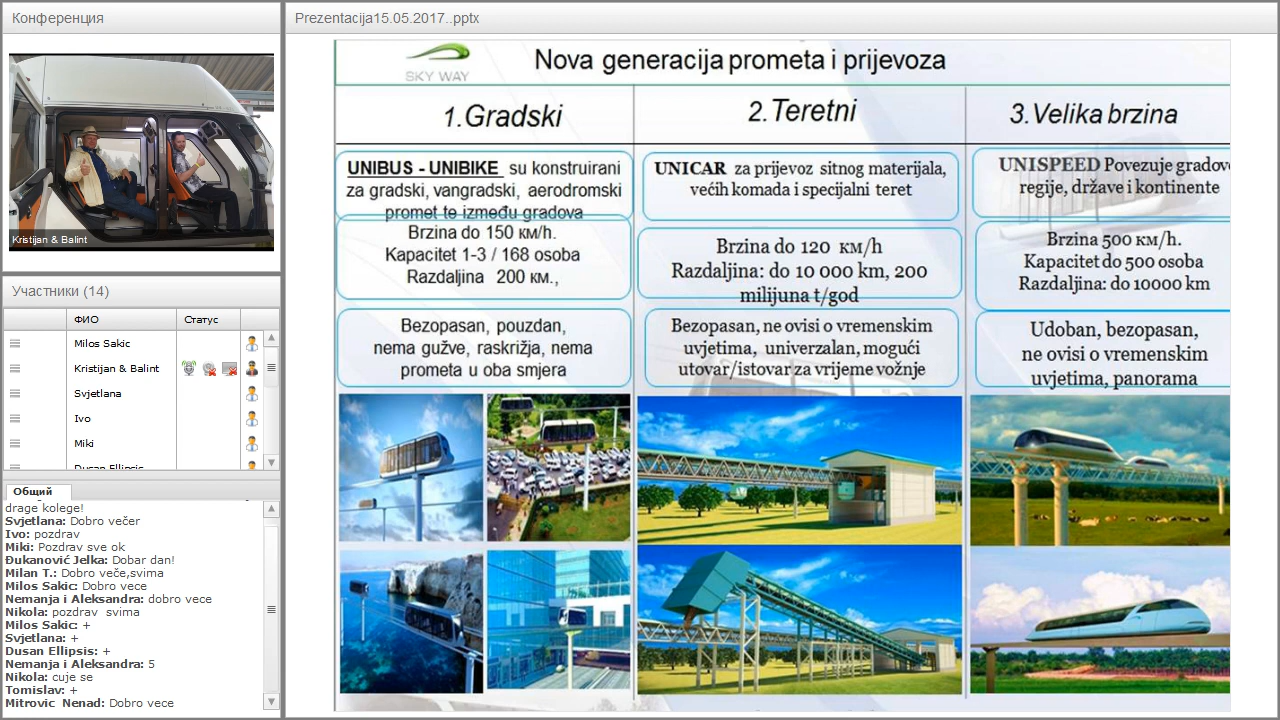 Конференция
Kristijan & Balint
Участники (14)
ФИО
Статус
Milos Sakic
Kristijan & Balint
Svjetlana
Ivo
Miki
Dusan Ellipsis
Общий
drage kolege!
Svjetlana: Dobro večer
Ivo: pozdrav
Miki: Pozdrav sve ok
Đukanović Jelka: Dobar dan!
Milan T.: Dobro veče,svima
Milos Sakic: Dobro vece
Nemanja i Aleksandra: dobro vece
Nikola: pozdrav svima
Milos Sakic: +
Svjetlana: +
Dusan Ellipsis: +
Nemanja i Aleksandra: 5
Nikola: cuje se
Tomislav: +
Mitrovic Nenad: Dobro vece
Prezentacija15.05.2017..pptx
SKY WAY
Nova generacija prometa i prijevoza
1.Gradski
UNIBUS - UNIBIKE su konstruirani
za gradski, vangradski, aerodromski
promet te između gradova
Brzina do 150 км/h.
Kapacitet 1-3 / 168 osoba
Razdaljina 200 км.,
Bezopasan, pouzdan,
nema gužve, raskrižja, nema
prometa u oba smjera
2.Teretni
UNICAR za prijevoz sitnog materijala,
većih komada i specijalni teret
Brzina do 120 км/h
Razdaljina: do 10 000 km, 200
milijuna t/god
Bezopasan, ne ovisi o vremenskim
uvjetima, univerzalan, mogući
utovar/istovar za vrijeme vožnje
3.Velika brzina
UNISPEED Povezuje gradov
regije, države i kontinente
Brzina 500 км/h.
Kapacitet do 500 osoba
Razdaljina: do 10000 km
Udoban, bezopasan,
ne ovisi o vremenskim
uvjetima, panorama